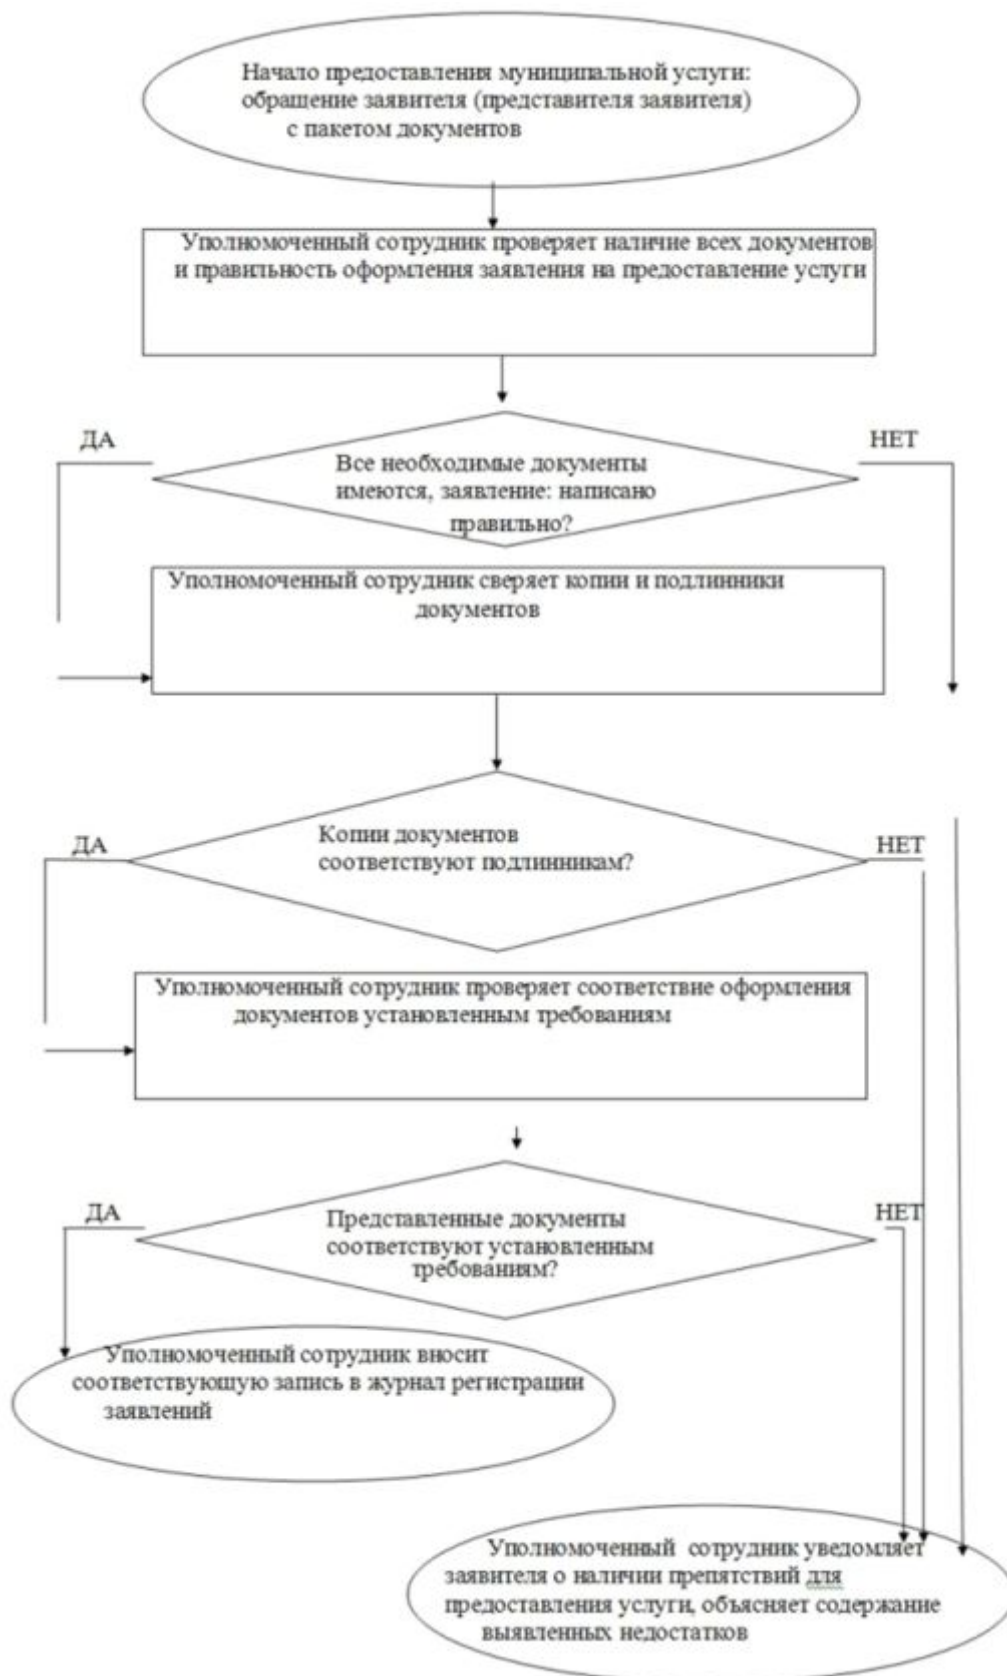 Начало предоставления муниципальной услуги:
обращение заявителя (представителя заявителя)
с пакетом документов
Уполномоченный сотрудник проверяет наличие всех документов
и правильность оформления заявления на предоставление услуги
ДА
НЕТ
Все необходимые документы
имеются, заявление: написано
правильно?
Уполномоченный сотрудник сверяет копии и подлинники
документов
ДА
НЕТ
Копии документов
соответствуют подлинникам?
Уполномоченный сотрудник проверяет соответствие оформления
документов установленным требованиям
ДА
НЕТ
Представленные документы
соответствуют установленным
требованиям?
Уполномоченный сотрудник вносит
соответствующую запись в журнал регистрации
заявлений
Уполномоченный сотрудник уведомляет
заявителя о наличии препятствий для
предоставления услуги, объясняет содержание
выявленных недостатков